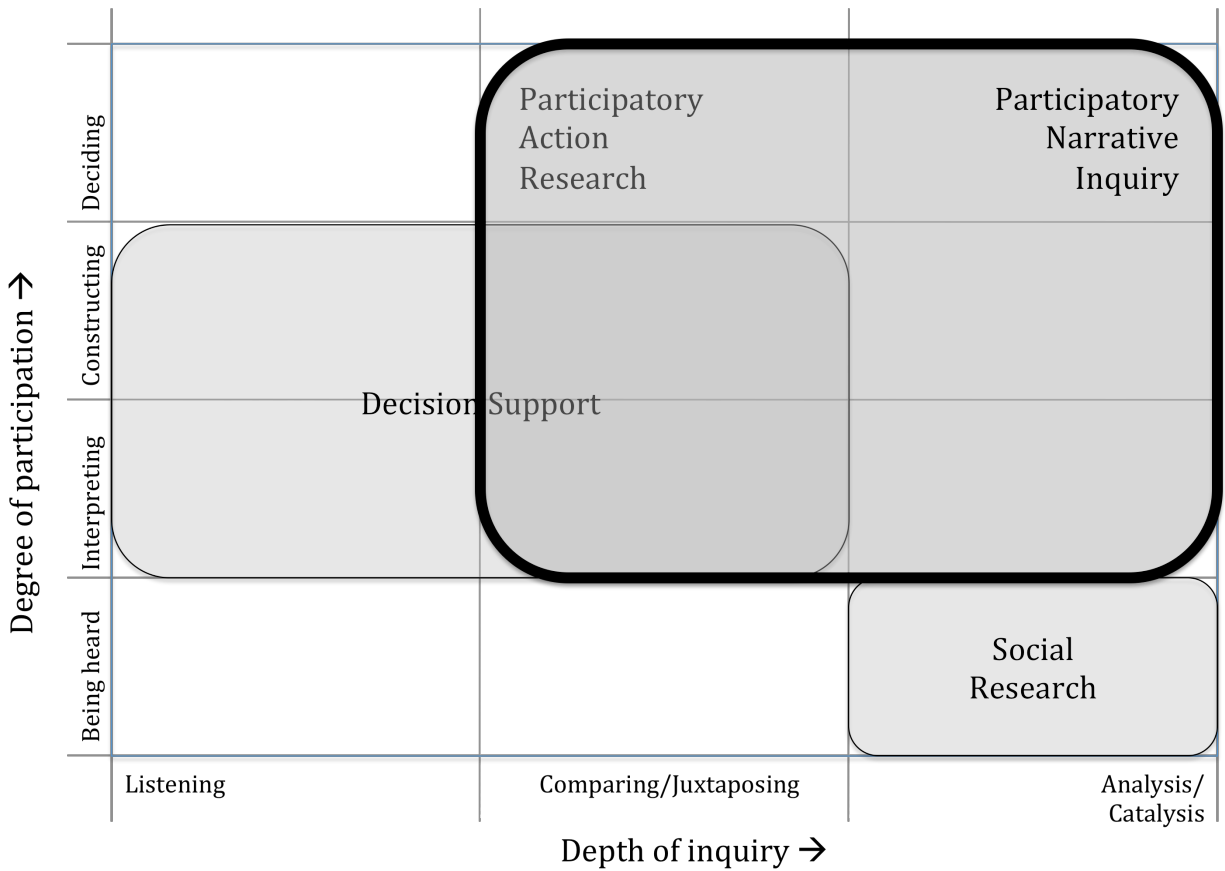 Participatory
Action
Research
Participatory
Narrative
Inquiry
Decision Support
Social
Research
Degree of participation →
Deciding
Constructing
Interpreting
Being heard
Listening
Comparing/Juxtaposing
Analysis/
Catalysis
Depth of inquiry →